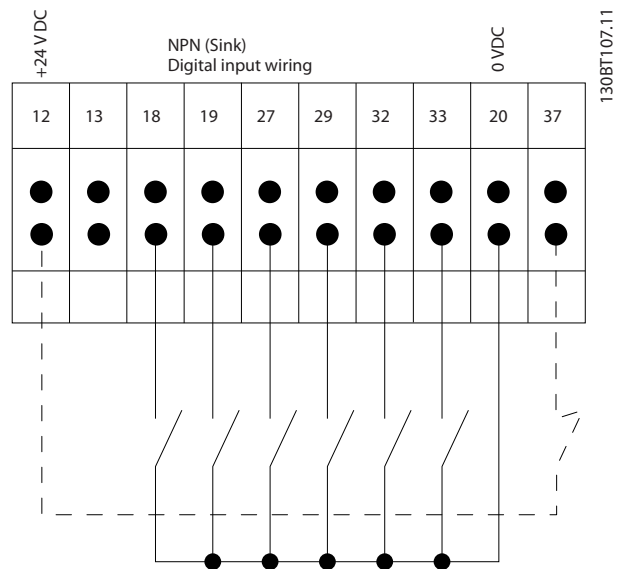 +24 V DC
NPN (Sink)
Digital input wiring
0 VDC
130BT107.11
12 13 18 19 27 29 32 33 20 37